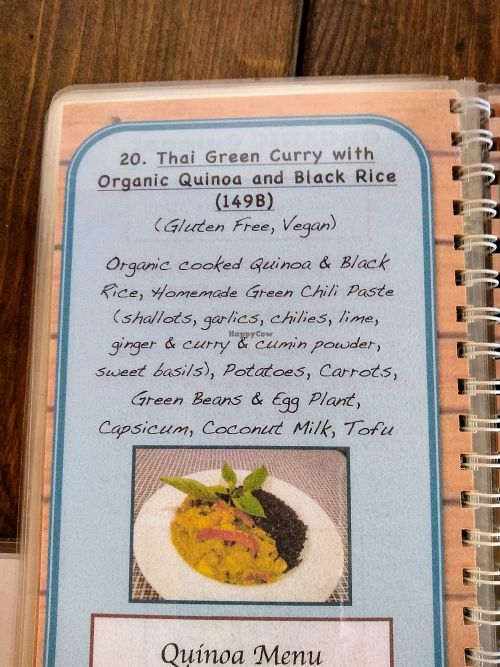 20. Thai Green Curry with
Organic Quinoa and Black Rice
(149B)
(Gluten Free, Vegan)
Organic cooked Quinoa & Black
Rice, Homemade Green Chili Paste
(shallots, garlics, chilies, lime,
HappyCow
ginger & curry & cumin powder,
sweet basils), Potatoes, Carrots,
Green Beans & Egg Plant,
Capsicum, Coconut Milk, Tofu
Quinoa Menu